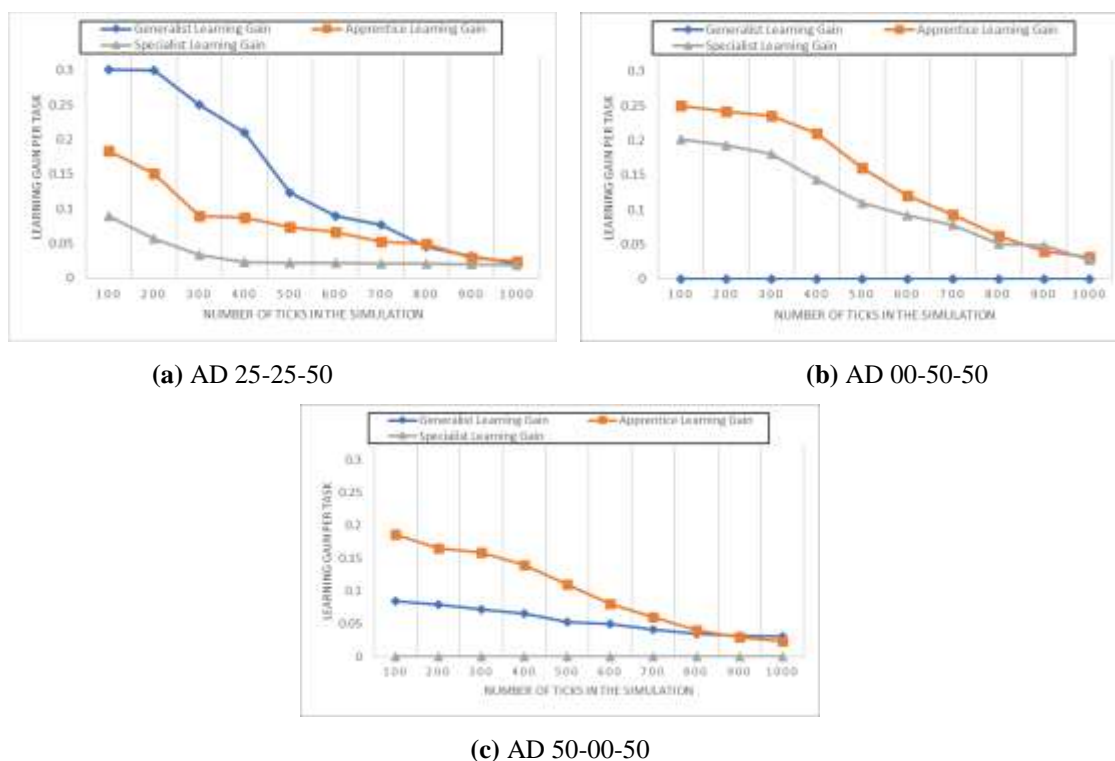 Generalist Learning Gain Apprentice Learning Gain
Specialist Learning Gain
LEARNING GAIN PER TASK
0.3
0.25
0.2
0.15
0.1
0.05
0
100 200 300 400 500 600 700 800 900 1000
NUMBER OF TICKS IN THE SIMULATION
(a) AD 25-25-50
Generalist Learning Gain Apprentice Learning Gain
Specialist Learning Gain
LEARNING GAIN PER TASK
0.3
0.25
0.2
0.15
0.1
0.05
0
100 200 300 400 500 600 700 800 900 1000
NUMBER OF TICKS IN THE SIMULATION
(b) AD 00-50-50
Generalist Learning Gain Apprentice Learning Gain
Specialist Learning Gain
LEARNING GAIN PER TASK
0.3
0.25
0.2
0.15
0.1
0.05
0
100 200 300 400 500 600 700 800 900 1000
NUMBER OF TICKS IN THE SIMULATION
(c) AD 50-00-50